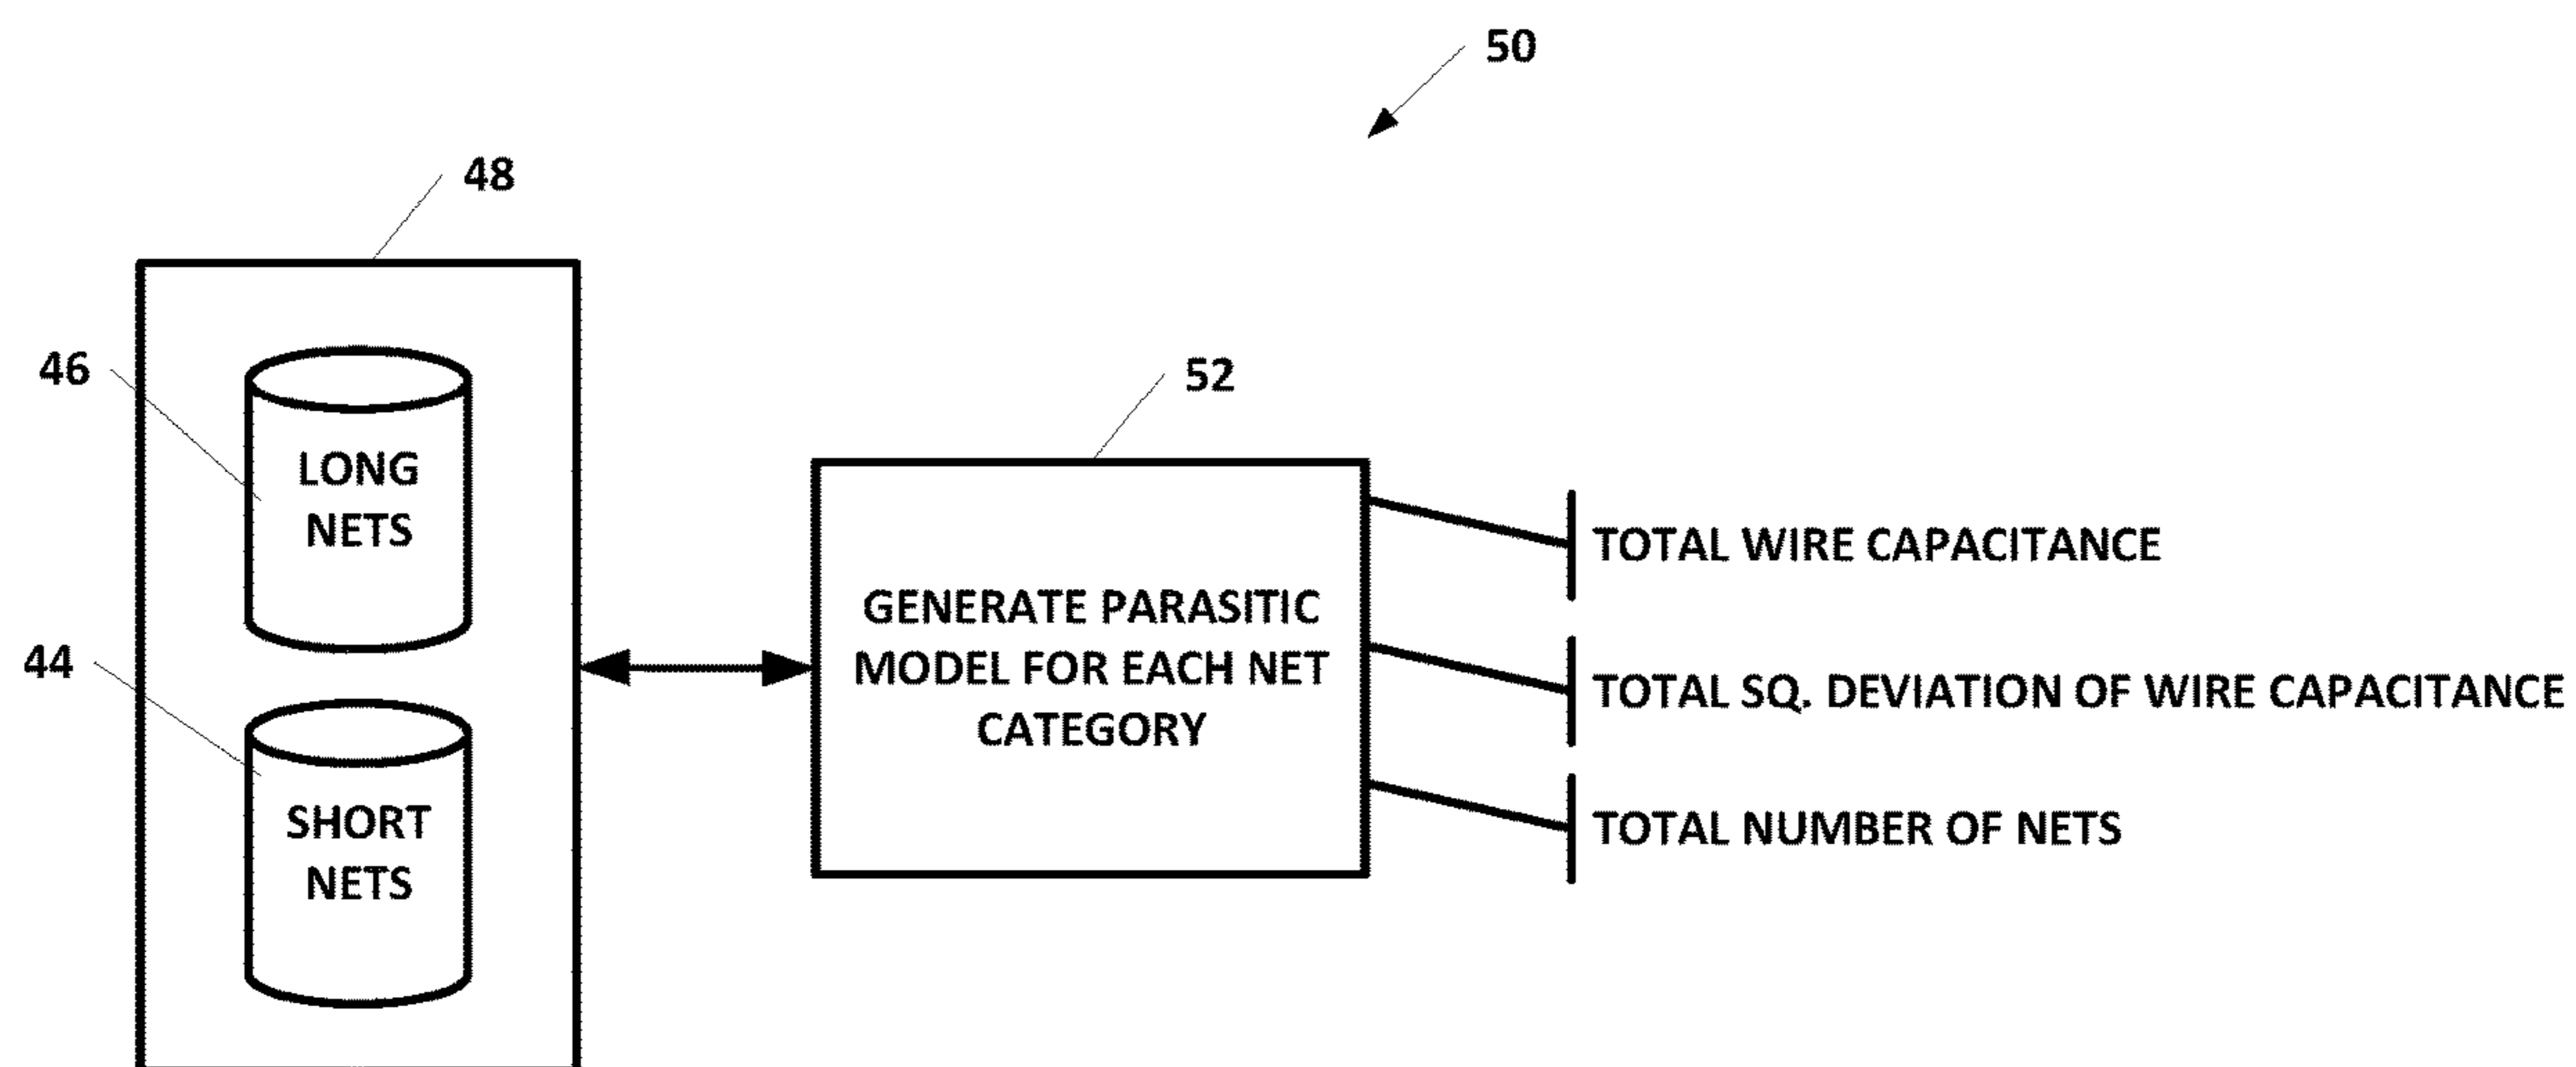 50
48
46
LONG
NETS
44
SHORT
NETS
52
GENERATE PARASITIC
MODEL FOR EACH NET
CATEGORY
TOTAL WIRE CAPACITANCE
TOTAL SQ. DEVIATION OF WIRE CAPACITANCE
TOTAL NUMBER OF NETS